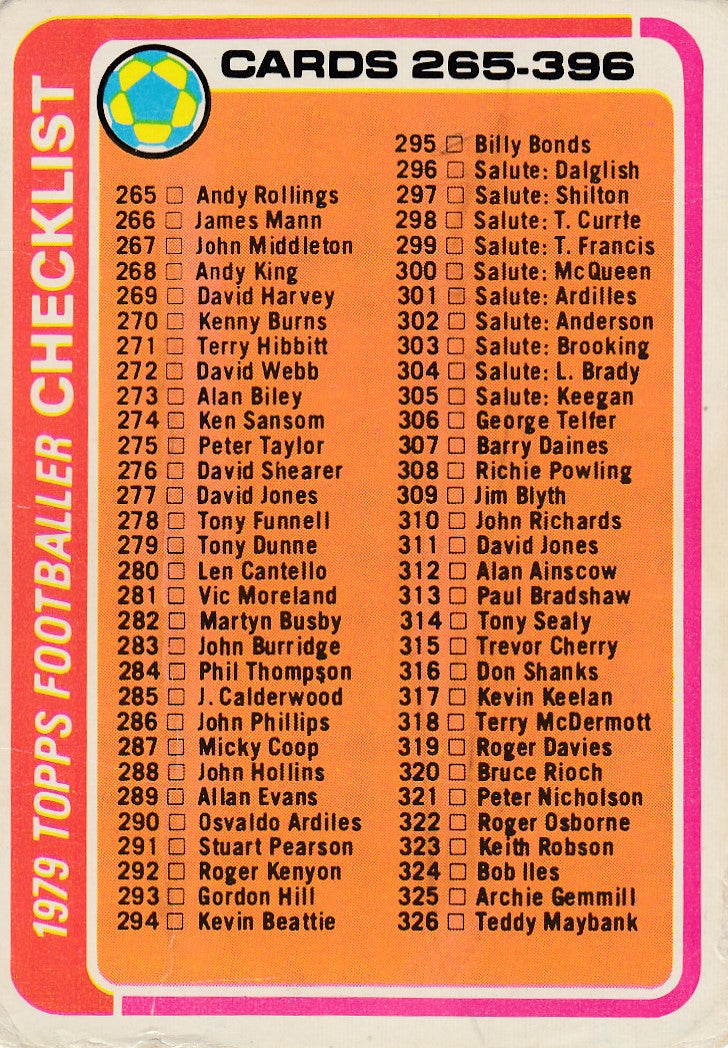 CARDS 265-396
1979 TOPPS FOOTBALLER CHECKLIST
265 □ Andy Rollings
266 □ James Mann
267 □ John Middleton
268 □ Andy King
269 □ David Harvey
270 □ Kenny Burns
271 □ Terry Hibbitt
272 □ David Webb
273 □ Alan Biley
274 □ Ken Sansom
275 □ Peter Taylor
276 □ David Shearer
277 □ David Jones
278 □ Tony Funnell
279 □ Tony Dunne
280 □ Len Cantello
281 □ Vic Moreland
282 □ Martyn Busby
283 □ John Burridge
284 □ Phil Thompson
285 □ J. Calderwood
286 □ John Phillips
287 □ Micky Coop
288 □ John Hollins
289 □ Allan Evans
290 □ Osvaldo Ardiles
291 □ Stuart Pearson
292 □ Roger Kenyon
293 □ Gordon Hill
294 □ Kevin Beattie
295 □ Billy Bonds
296 □ Salute: Dalglish
297 □ Salute: Shilton
298 □ Salute: T. Currie
299 □ Salute: T. Francis
300 □ Salute: McQueen
301 □ Salute: Ardilles
302 □ Salute: Anderson
303 □ Salute: Brooking
304 □ Salute: L. Brady
305 □ Salute: Keegan
306 □ George Telfer
307 □ Barry Daines
308 □ Richie Powling
309 □ Jim Blyth
310 □ John Richards
311 □ David Jones
312 □ Alan Ainscow
313 □ Paul Bradshaw
314 □ Tony Sealy
315 □ Trevor Cherry
316 □ Don Shanks
317 □ Kevin Keelan
318 □ Terry McDermott
319 □ Roger Davies
320 □ Bruce Rioch
321 □ Peter Nicholson
322 □ Roger Osborne
323 □ Keith Robson
324 □ Bob Iles
325 □ Archie Gemmill
326 □ Teddy Maybank